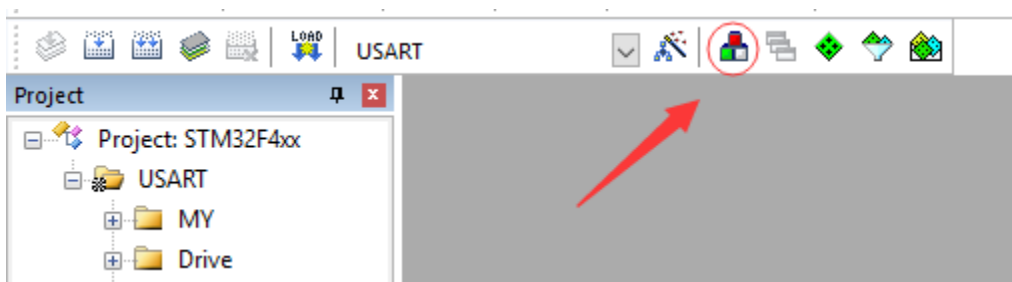 LOAD
USART
Project
Project: STM32F4xx
USART
MY
Drive